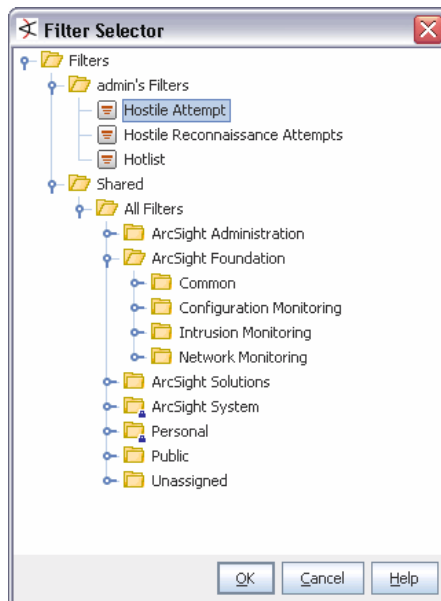 Filter Selector
Filters
admin's Filters
Hostile Attempt
Hostile Reconnaissance Attempts
Hotlist
Shared
All Filters
ArcSight Administration
ArcSight Foundation
Common
Configuration Monitoring
Intrusion Monitoring
Network Monitoring
ArcSight Solutions
ArcSight System
Personal
Public
Unassigned
OK Cancel Help